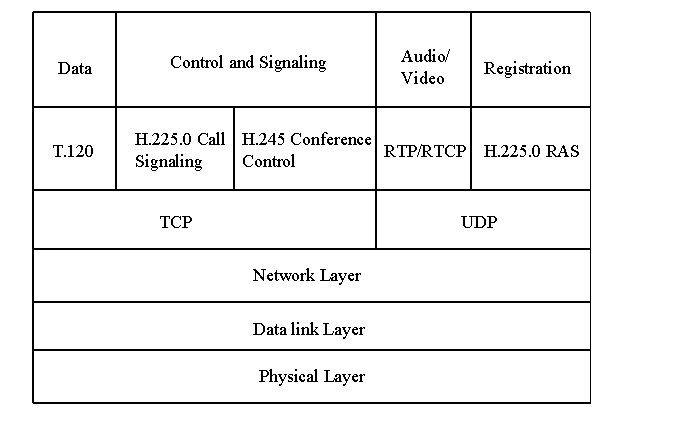 Data
Control and Signaling
Audio/
Video
Registration
T.120
H.225.0 Call
Signaling
H.245 Conference
Control
RTP/RTCP
H.225.0 RAS
TCP
UDP
Network Layer
Data link Layer
Physical Layer